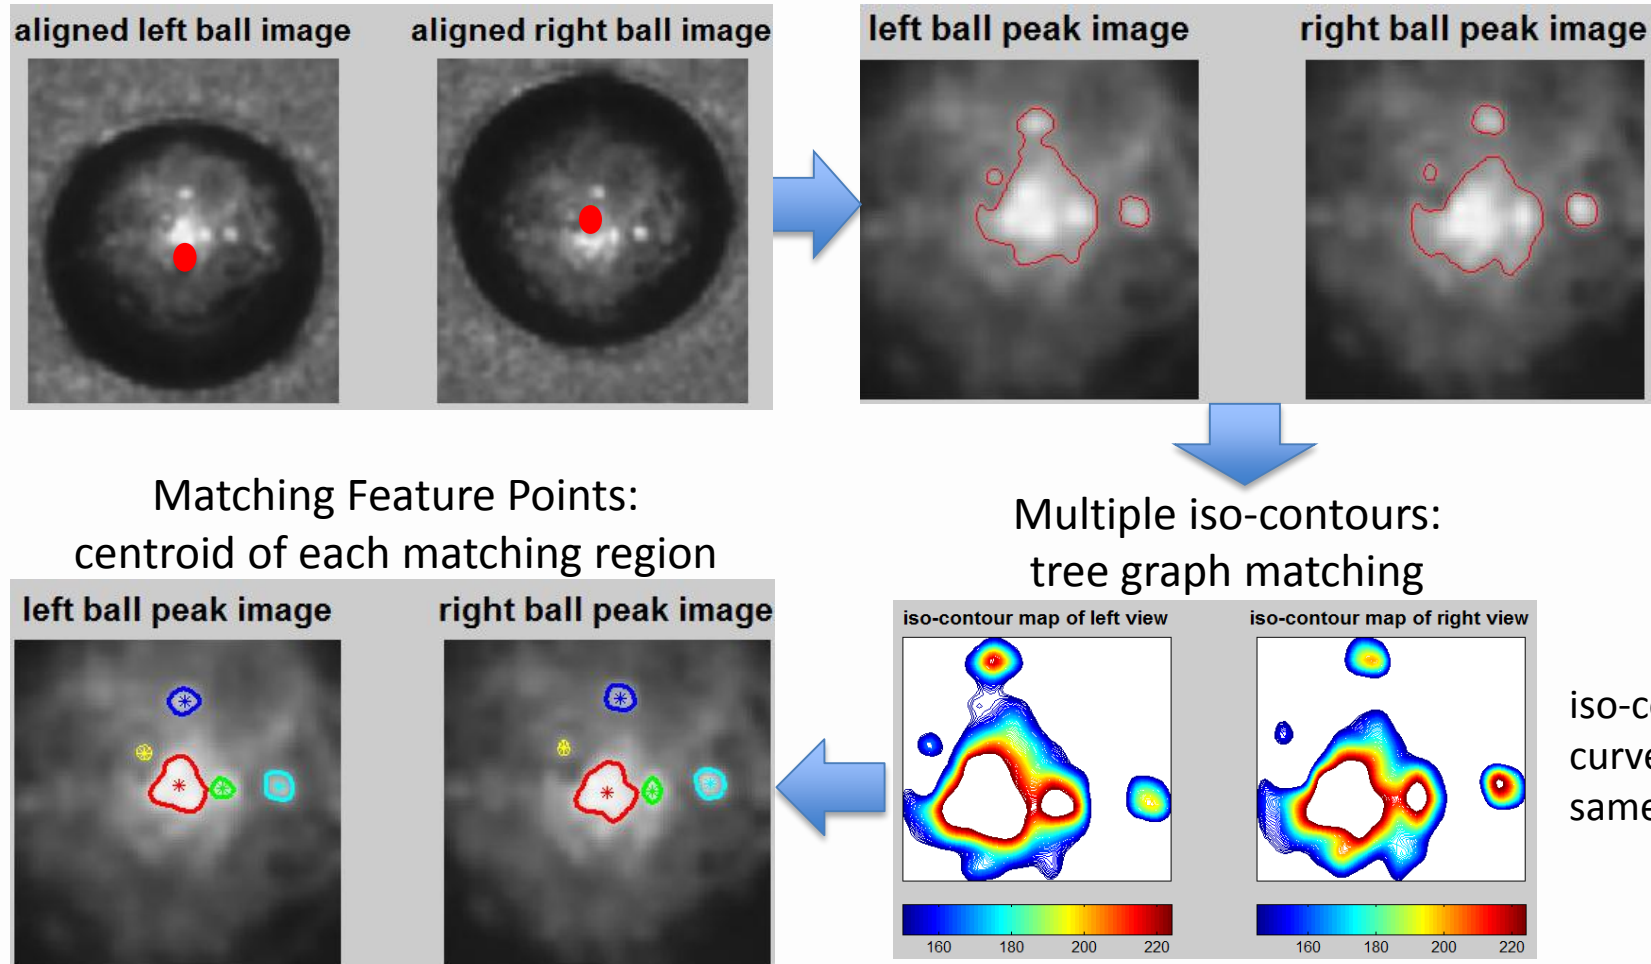 aligned left ball image
aligned right ball image
left ball peak image
right ball peak image
Matching Feature Points:
centroid of each matching region
Multiple iso-contours:
tree graph matching
left ball peak image
right ball peak image
iso-contour map of left view
iso-contour map of right view
curve
same
160 180 200 220
160 180 200 220